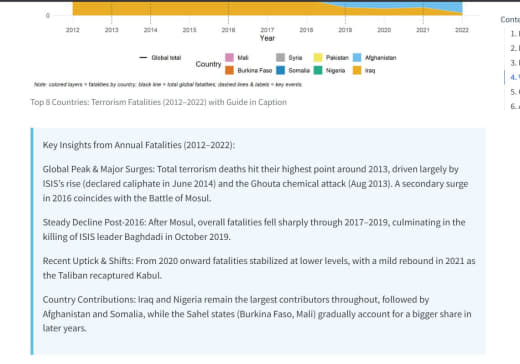 0
2012 2013 2014 2015 2016 2017 2018 2019 2020 2021 2022
Year
Global total
Country
Mali Syria Pakistan Afghanistan
Burkina Faso Somalia Nigeria Iraq
Note: colored layers = fatalities by country; black line = total global fatalities; dashed lines & labels = key events.
Top 8 Countries: Terrorism Fatalities (2012–2022) with Guide in Caption
Key Insights from Annual Fatalities (2012–2022):
Global Peak & Major Surges: Total terrorism deaths hit their highest point around 2013, driven largely by
ISIS's rise (declared caliphate in June 2014) and the Ghouta chemical attack (Aug 2013). A secondary surge
in 2016 coincides with the Battle of Mosul.
Steady Decline Post-2016: After Mosul, overall fatalities fell sharply through 2017–2019, culminating in the
killing of ISIS leader Baghdadi in October 2019.
Recent Uptick & Shifts: From 2020 onward fatalities stabilized at lower levels, with a mild rebound in 2021 as
the Taliban recaptured Kabul.
Country Contributions: Iraq and Nigeria remain the largest contributors throughout, followed by
Afghanistan and Somalia, while the Sahel states (Burkina Faso, Mali) gradually account for a bigger share in
later years.
Conte
1.
2.
3.
4.
5.
6.